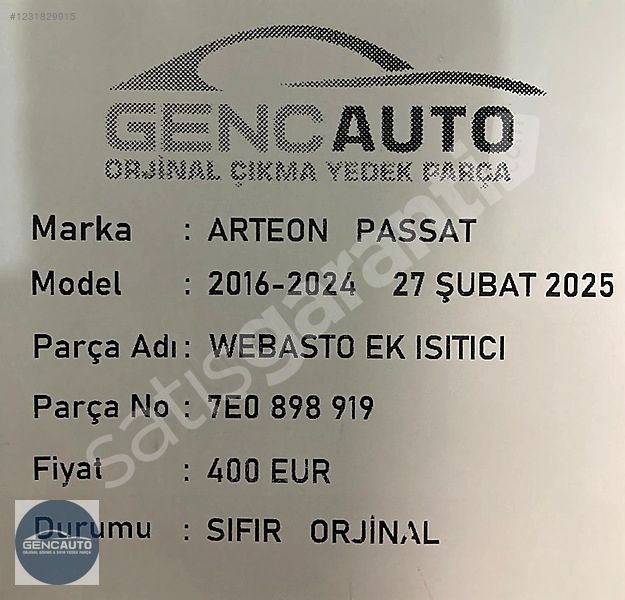 #1231829915
GENCAUTO
ORJİNAL ÇIKMA YEDEK PARÇA
Marka : ARTEON PASSAT
Model : 2016-2024 27 ŞUBAT 2025
Parça Adı : WEBASTO EK ISITICI
Parça No : 7E0 898 919
Fiyat : 400 EUR
Durumu : SIFIR ORJİNAL
satışgaranti
GENCAUTO